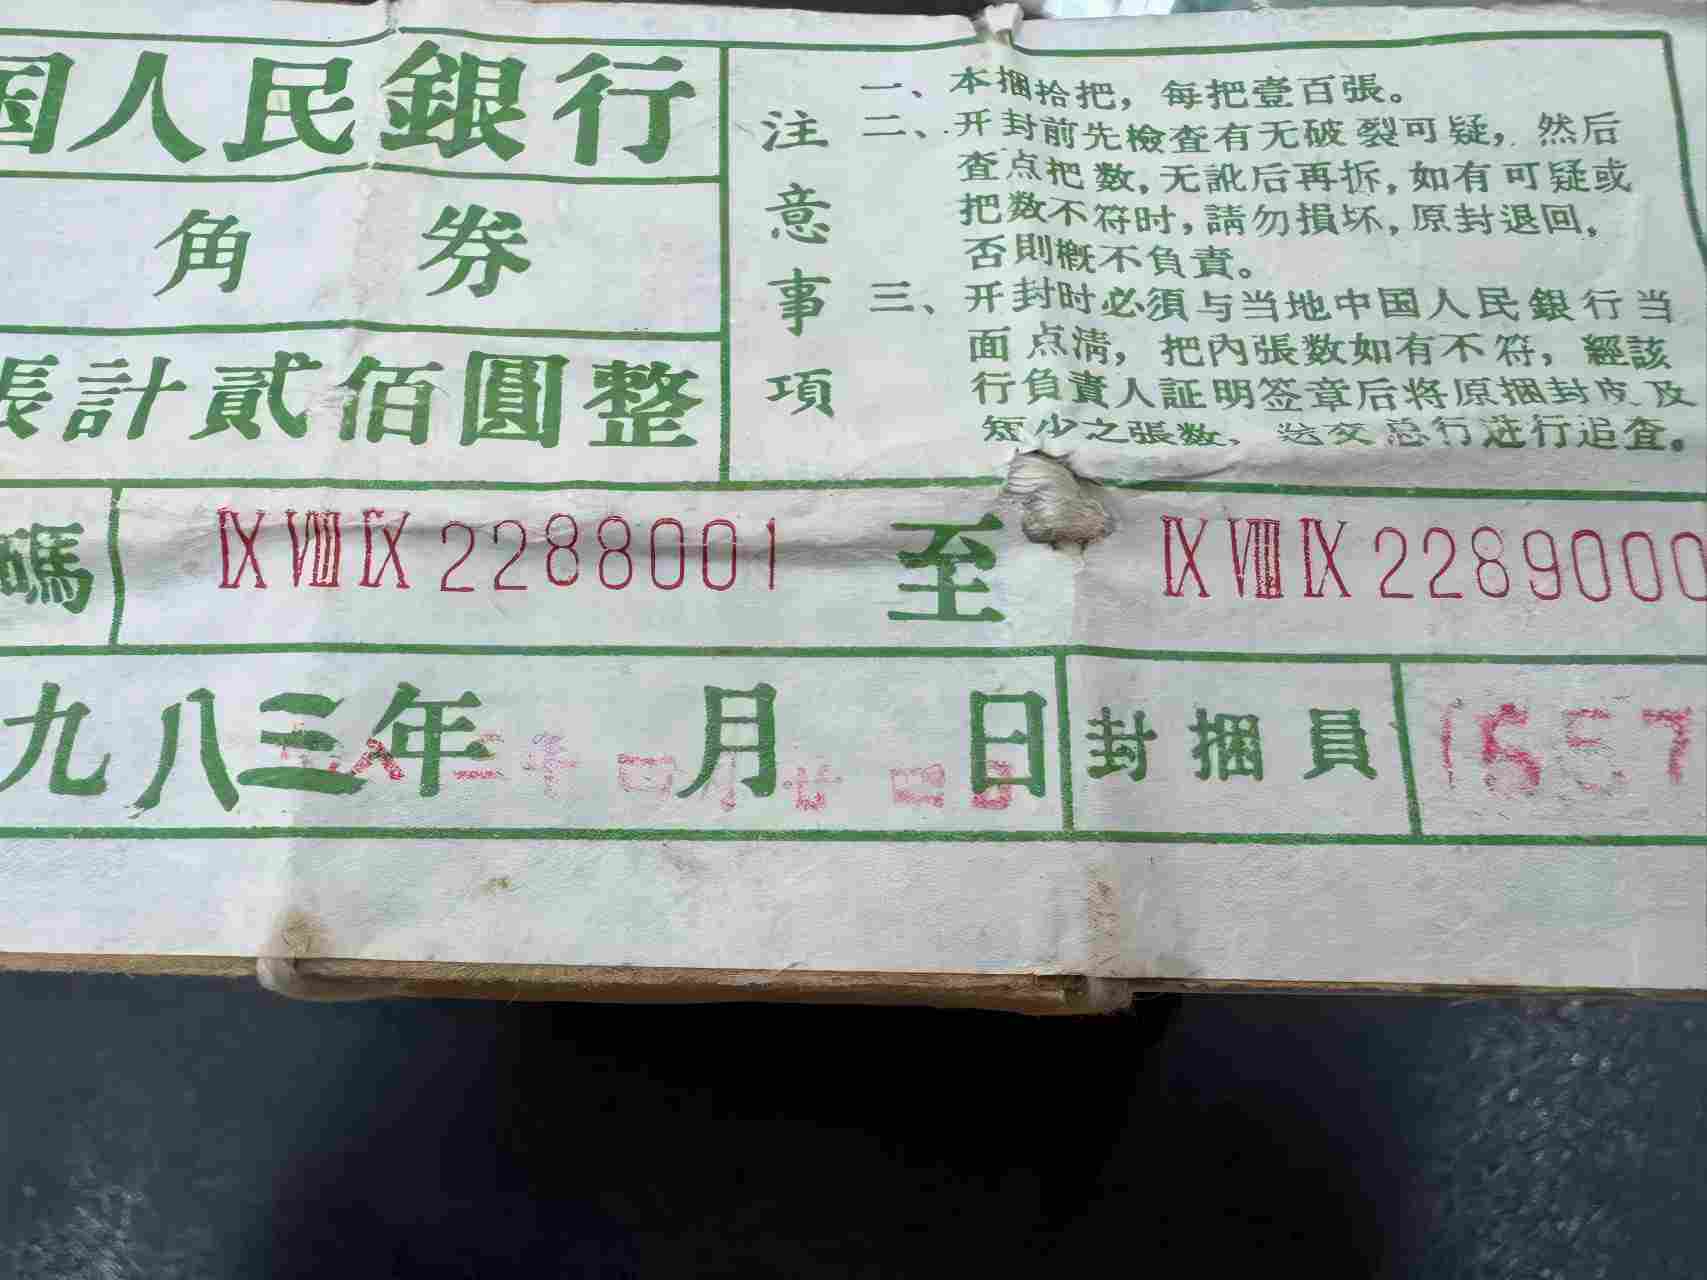 国人民銀行
角券
張計貳佰圓整
注意事項
一、本捆拾把，每把壹百張。
二、开封前先檢查有无破裂可疑，然后
查点把数，无訛后再拆，如有可疑或
把数不符时，請勿損坏，原封退回，
否則概不負責。
三、开封时必須与当地中国人民銀行当
面点清，把內張数如有不符，經該
行負責人証明签章后将原捆封皮及
短少之張数，送交总行进行追查。
碼 ⅨⅧⅨ2288001 至 ⅨⅧⅨ2289000
九八三年 月 日 封捆員